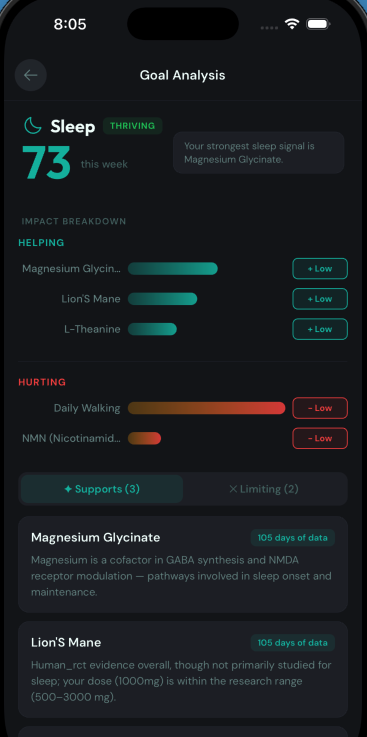 8:05
Goal Analysis
Sleep THRIVING
73 this week
Your strongest sleep signal is
Magnesium Glycinate.
IMPACT BREAKDOWN
HELPING
Magnesium Glycin... + Low
Lion'S Mane + Low
L-Theanine + Low
HURTING
Daily Walking – Low
NMN (Nicotinamid... – Low
Supports (3) Limiting (2)
Magnesium Glycinate 105 days of data
Magnesium is a cofactor in GABA synthesis and NMDA
receptor modulation — pathways involved in sleep onset and
maintenance.
Lion'S Mane 105 days of data
Human_rct evidence overall, though not primarily studied for
sleep; your dose (1000mg) is within the research range
(500–3000 mg).